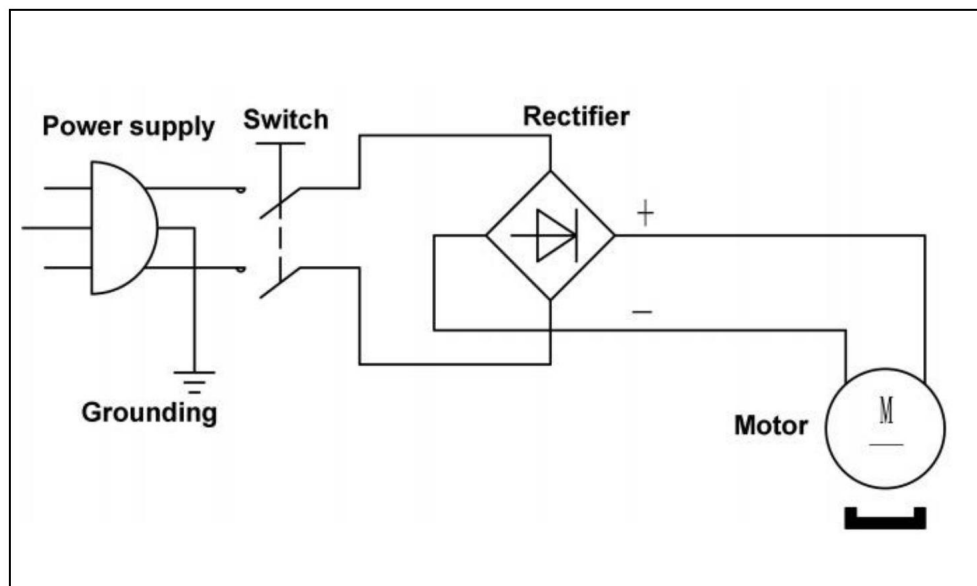 Power supply
Switch
Rectifier
+
−
Grounding
Motor
M